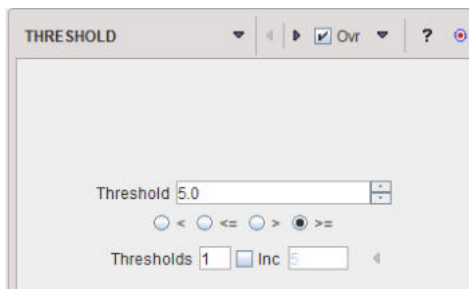 THRESHOLD Ovr ?
Threshold 5.0
< <= > >=
Thresholds 1 Inc 5